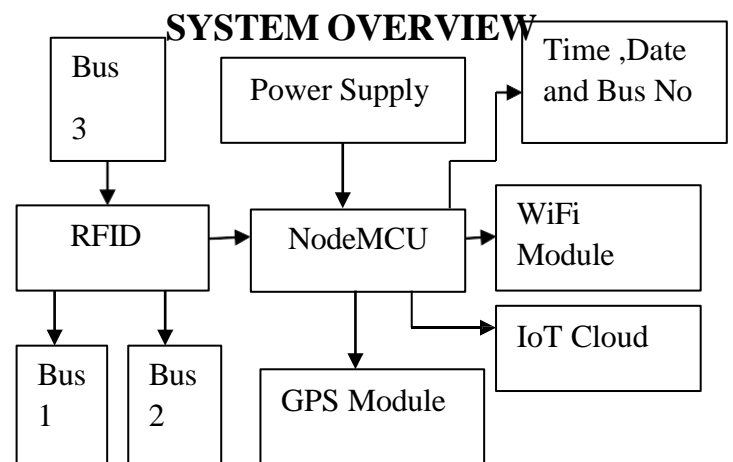 SYSTEM OVERVIEW
Bus
3
Power Supply
Time ,Date
and Bus No
RFID
NodeMCU
WiFi
Module
IoT Cloud
Bus
1
Bus
2
GPS Module